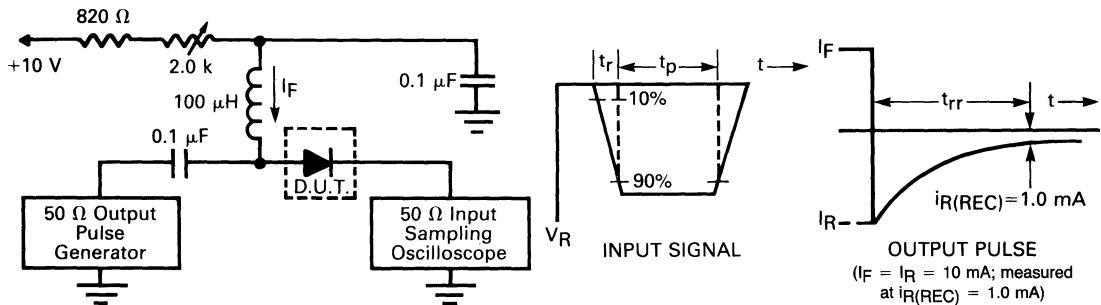 820 Ω
+10 V
2.0 k
100 μH
I_F
0.1 μF
0.1 μF
D.U.T.
50 Ω Output
Pulse
Generator
50 Ω Input
Sampling
Oscilloscope
t_r
t_p
t
10%
90%
V_R
INPUT SIGNAL
I_F
t_rr
t
I_R
i_R(REC) = 1.0 mA
OUTPUT PULSE
(I_F = I_R = 10 mA; measured
at i_R(REC) = 1.0 mA)